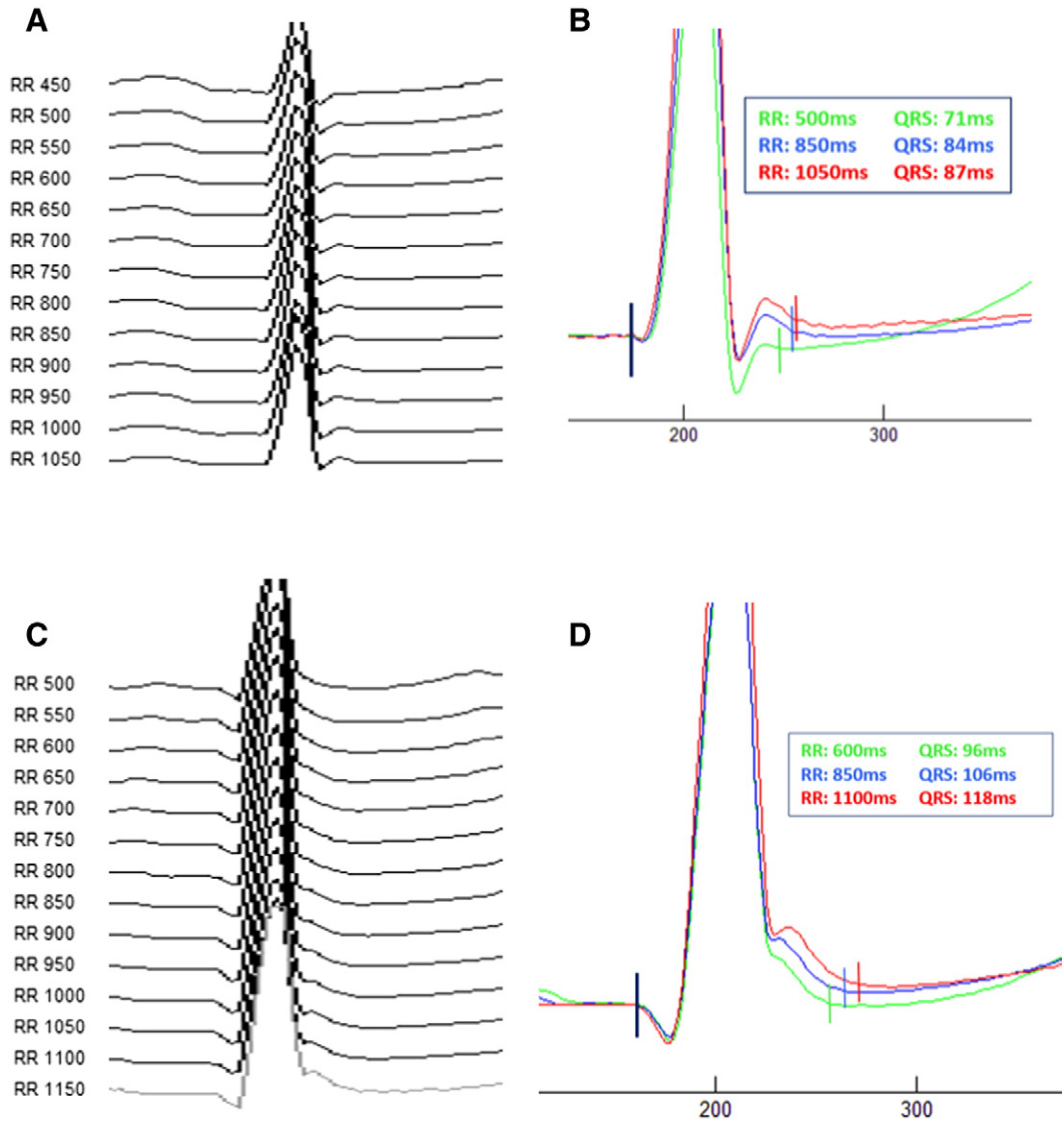 A
RR 450
RR 500
RR 550
RR 600
RR 650
RR 700
RR 750
RR 800
RR 850
RR 900
RR 950
RR 1000
RR 1050
B
RR: 500ms QRS: 71ms
RR: 850ms QRS: 84ms
RR: 1050ms QRS: 87ms
200 300
C
RR 500
RR 550
RR 600
RR 650
RR 700
RR 750
RR 800
RR 850
RR 900
RR 950
RR 1000
RR 1050
RR 1100
RR 1150
D
RR: 600ms QRS: 96ms
RR: 850ms QRS: 106ms
RR: 1100ms QRS: 118ms
200 300